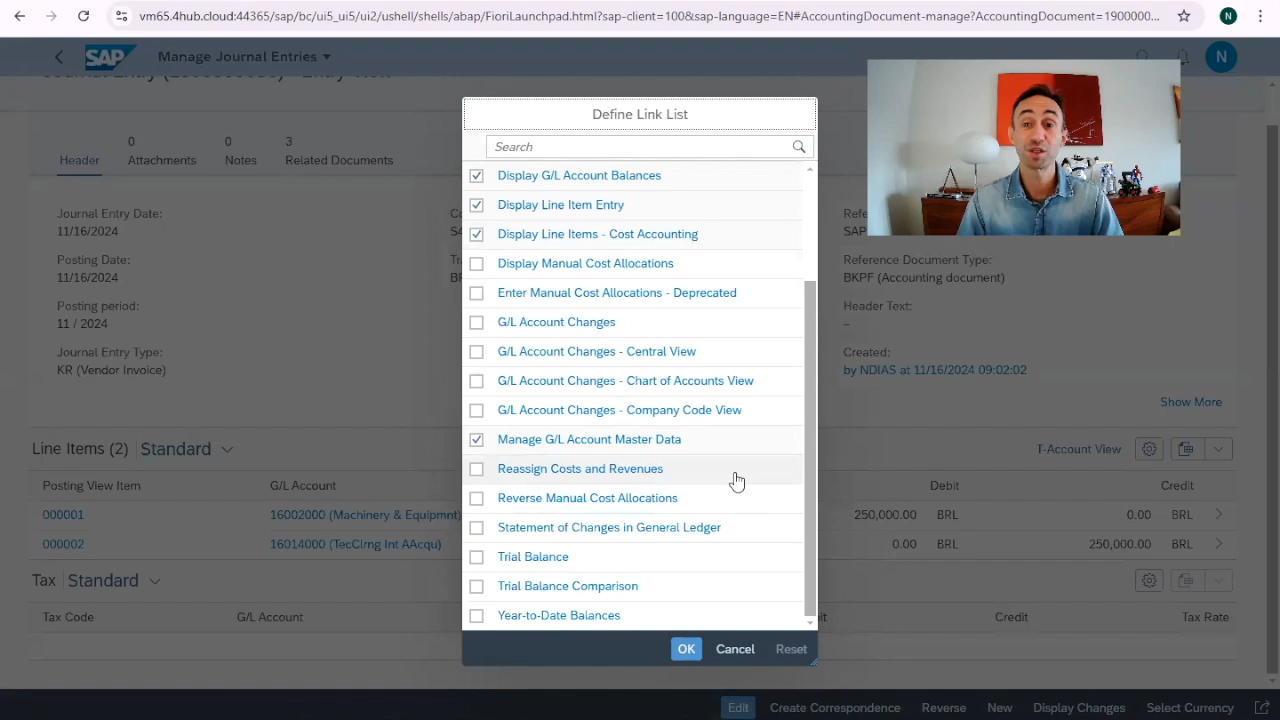 vm65.4hub.cloud:44365/sap/bc/ui5_ui5/ui2/ushell/shells/abap/FioriLaunchpad.html?sap-client=100&sap-language=EN#AccountingDocument-manage?AccountingDocument=1900000...
N
SAP
Manage Journal Entries
N
Define Link List
Search
0
0
3
Header
Attachments
Notes
Related Documents
Display G/L Account Balances
Display Line Item Entry
Display Line Items - Cost Accounting
Display Manual Cost Allocations
Enter Manual Cost Allocations - Deprecated
G/L Account Changes
G/L Account Changes - Central View
G/L Account Changes - Chart of Accounts View
G/L Account Changes - Company Code View
Manage G/L Account Master Data
Reassign Costs and Revenues
Reverse Manual Cost Allocations
Statement of Changes in General Ledger
Trial Balance
Trial Balance Comparison
Year-to-Date Balances
OK
Cancel
Reset
Journal Entry Date:
11/16/2024
Posting Date:
11/16/2024
Posting period:
11 / 2024
Journal Entry Type:
KR (Vendor Invoice)
Reference Document Type:
BKPF (Accounting document)
Header Text:
–
Created:
by NDIAS at 11/16/2024 09:02:02
Show More
Line Items (2) Standard
T-Account View
Posting View Item
G/L Account
Debit
Credit
000001
16002000 (Machinery & Equipmnt)
250,000.00
BRL
0.00
BRL
000002
16014000 (TecClrng Int AAcqu)
0.00
BRL
250,000.00
BRL
Tax Standard
Tax Code
G/L Account
Credit
Tax Rate
Edit
Create Correspondence
Reverse
New
Display Changes
Select Currency